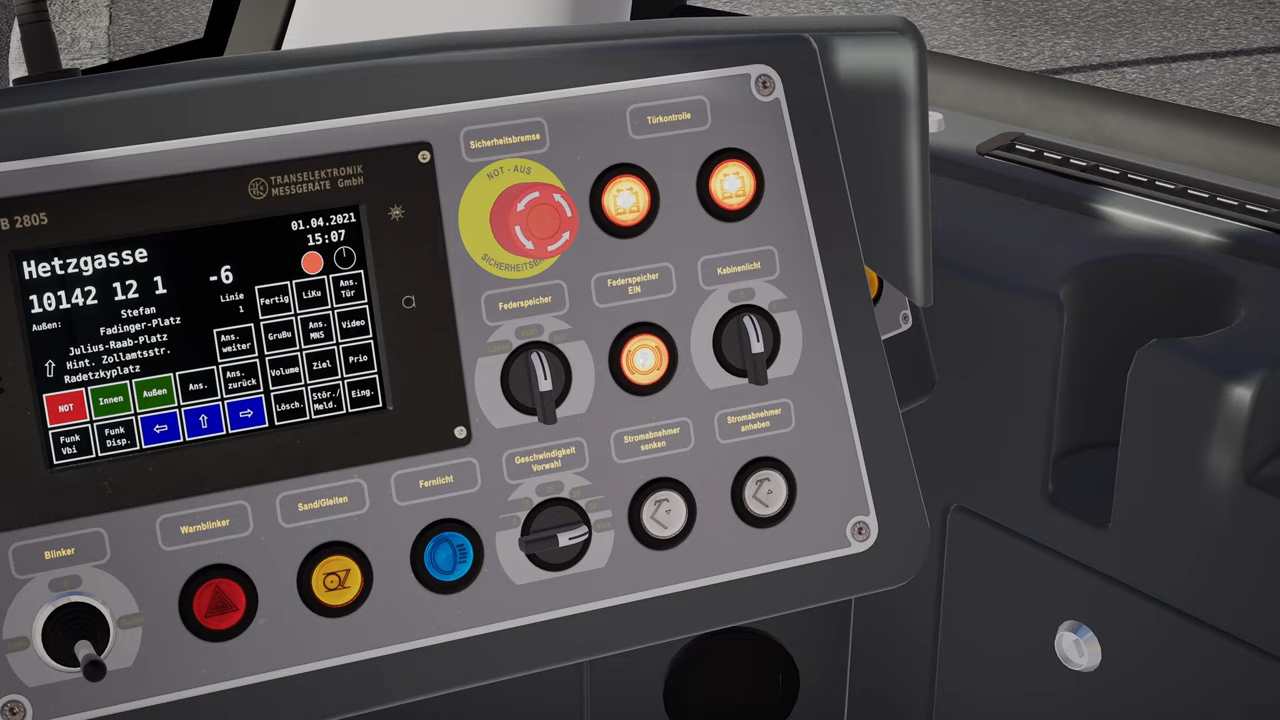 Sicherheitsbremse
Türkontrolle
NOT - AUS
TRANSELEKTRONIK
MESSGERÄTE GmbH
B 2805
01.04.2021
15:07
Hetzgasse
10142 12 1
-6
Linie
1
Außen:
Stefan
Fadinger-Platz
Julius-Raab-Platz
Hint. Zollamtsstr.
Radetzkyplatz
Fertig
LiKu
Ans.
Tür
Ans.
weiter
GruBu
Ans.
MNS
Video
NOT
Innen
Außen
Ans.
Ans.
zurück
Volume
Ziel
Prio
Funk
Vbi
Funk
Disp.
Lösch.
Stör./
Meld.
Eing.
Federspeicher
Federspeicher
EIN
Kabinenlicht
Geschwindigkeit
Vorwahl
Stromabnehmer
senken
Stromabnehmer
anheben
Blinker
Warnblinker
Sand/Gleiten
Fernlicht